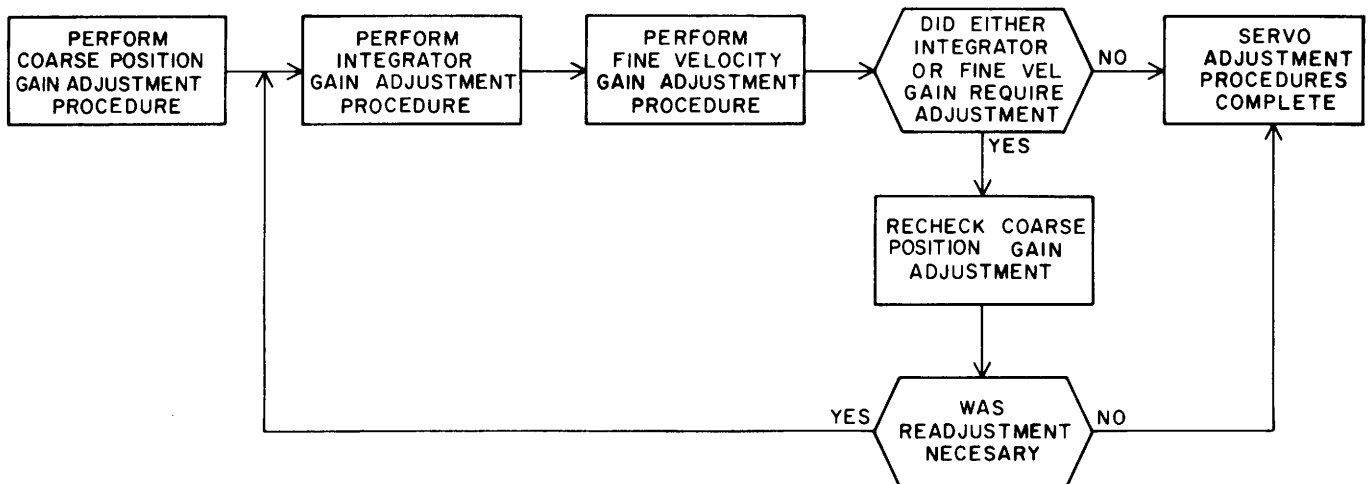 PERFORM
COARSE POSITION
GAIN ADJUSTMENT
PROCEDURE
PERFORM
INTEGRATOR
GAIN ADJUSTMENT
PROCEDURE
PERFORM
FINE VELOCITY
GAIN ADJUSTMENT
PROCEDURE
DID EITHER
INTEGRATOR
OR FINE VEL
GAIN REQUIRE
ADJUSTMENT
NO
SERVO
ADJUSTMENT
PROCEDURES
COMPLETE
YES
RECHECK COARSE
POSITION GAIN
ADJUSTMENT
YES
WAS
READJUSTMENT
NECESARY
NO